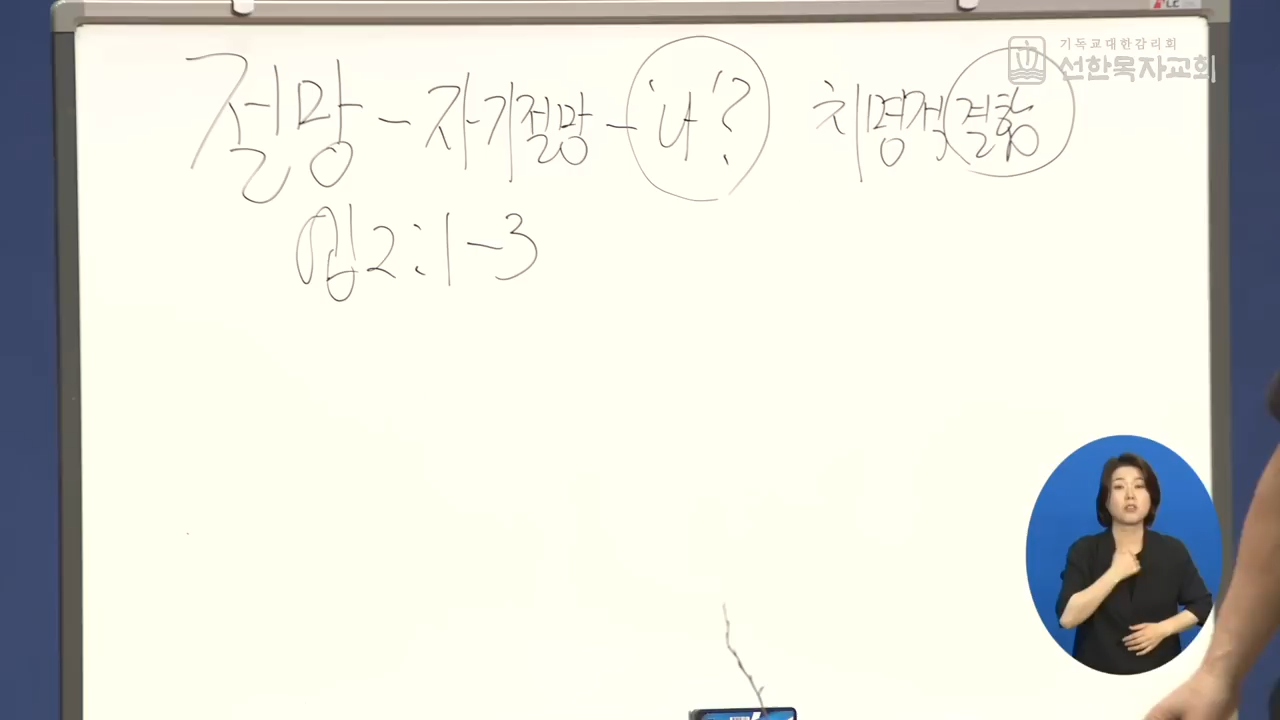 기독교대한감리회
선한목자교회
절망 - 자기절망 - '나'? 치명적 결함
엡 2:1-3